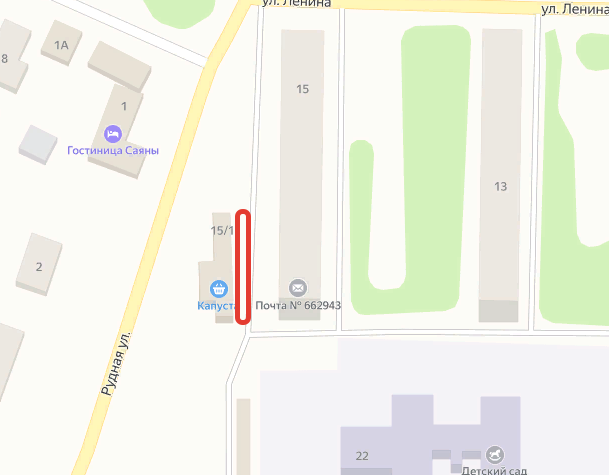 ул. Ленина
ул. Ленина
1А
8
15
1
Гостиница Саяны
13
15/1
2
Капуста
Почта № 662943
Рудная ул.
22
Детский сад